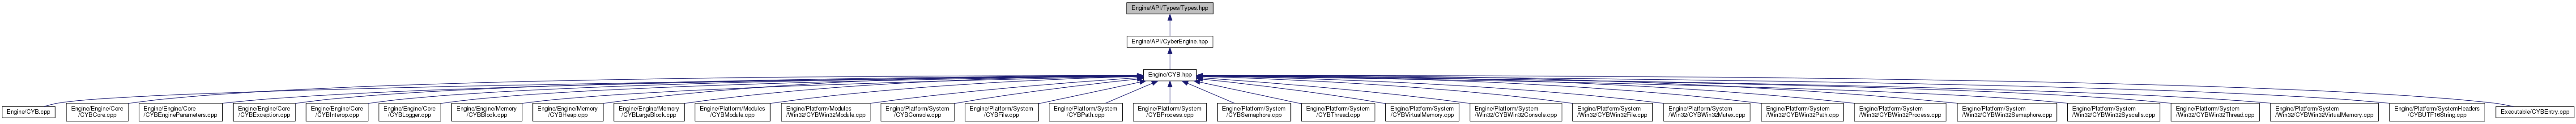 Engine/API/Types/Types.hpp
Engine/API/CyberEngine.hpp
Engine/CYB.hpp
Engine/CYB.cpp
Engine/Engine/Core
/CYBCore.cpp
Engine/Engine/Core
/CYBEngineParameters.cpp
Engine/Engine/Core
/CYBException.cpp
Engine/Engine/Core
/CYBInterop.cpp
Engine/Engine/Core
/CYBLogger.cpp
Engine/Engine/Memory
/CYBBlock.cpp
Engine/Engine/Memory
/CYBHeap.cpp
Engine/Engine/Memory
/CYBLargeBlock.cpp
Engine/Platform/Modules
/CYBModule.cpp
Engine/Platform/Modules
/Win32/CYBWin32Module.cpp
Engine/Platform/System
/CYBConsole.cpp
Engine/Platform/System
/CYBFile.cpp
Engine/Platform/System
/CYBPath.cpp
Engine/Platform/System
/CYBProcess.cpp
Engine/Platform/System
/CYBSemaphore.cpp
Engine/Platform/System
/CYBThread.cpp
Engine/Platform/System
/CYBVirtualMemory.cpp
Engine/Platform/System
/Win32/CYBWin32Console.cpp
Engine/Platform/System
/Win32/CYBWin32File.cpp
Engine/Platform/System
/Win32/CYBWin32Mutex.cpp
Engine/Platform/System
/Win32/CYBWin32Path.cpp
Engine/Platform/System
/Win32/CYBWin32Process.cpp
Engine/Platform/System
/Win32/CYBWin32Semaphore.cpp
Engine/Platform/System
/Win32/CYBWin32Syscalls.cpp
Engine/Platform/System
/Win32/CYBWin32Thread.cpp
Engine/Platform/System
/Win32/CYBWin32VirtualMemory.cpp
Engine/Platform/SystemHeaders
/CYBUTF16String.cpp
Executable/CYBEntry.cpp